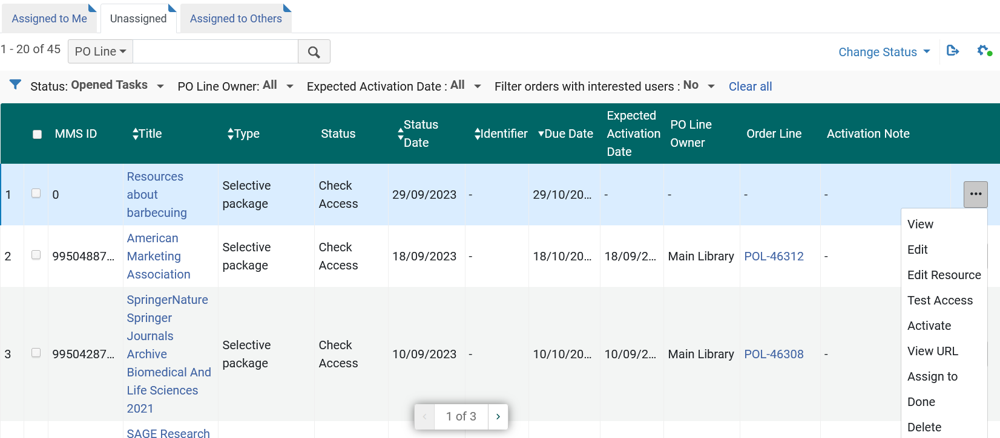 Assigned to Me
Unassigned
Assigned to Others
1 - 20 of 45
PO Line
Change Status
Status: Opened Tasks
PO Line Owner: All
Expected Activation Date : All
Filter orders with interested users : No
Clear all
MMS ID
Title
Type
Status
Status
Date
Identifier
Due Date
Expected
Activation
Date
PO Line
Owner
Order Line
Activation Note
1
0
Resources
about
barbecuing
Selective
package
Check
Access
29/09/2023
-
29/10/20...
-
-
-
-
2
99504887...
American
Marketing
Association
Selective
package
Check
Access
18/09/2023
-
18/10/20...
18/09/2...
Main Library
POL-46312
-
3
99504287...
SpringerNature
Springer
Journals
Archive
Biomedical And
Life Sciences
2021
Selective
package
Check
Access
10/09/2023
-
10/10/20...
10/09/2...
Main Library
POL-46308
-
SAGE Research
View
Edit
Edit Resource
Test Access
Activate
View URL
Assign to
Done
Delete
1 of 3